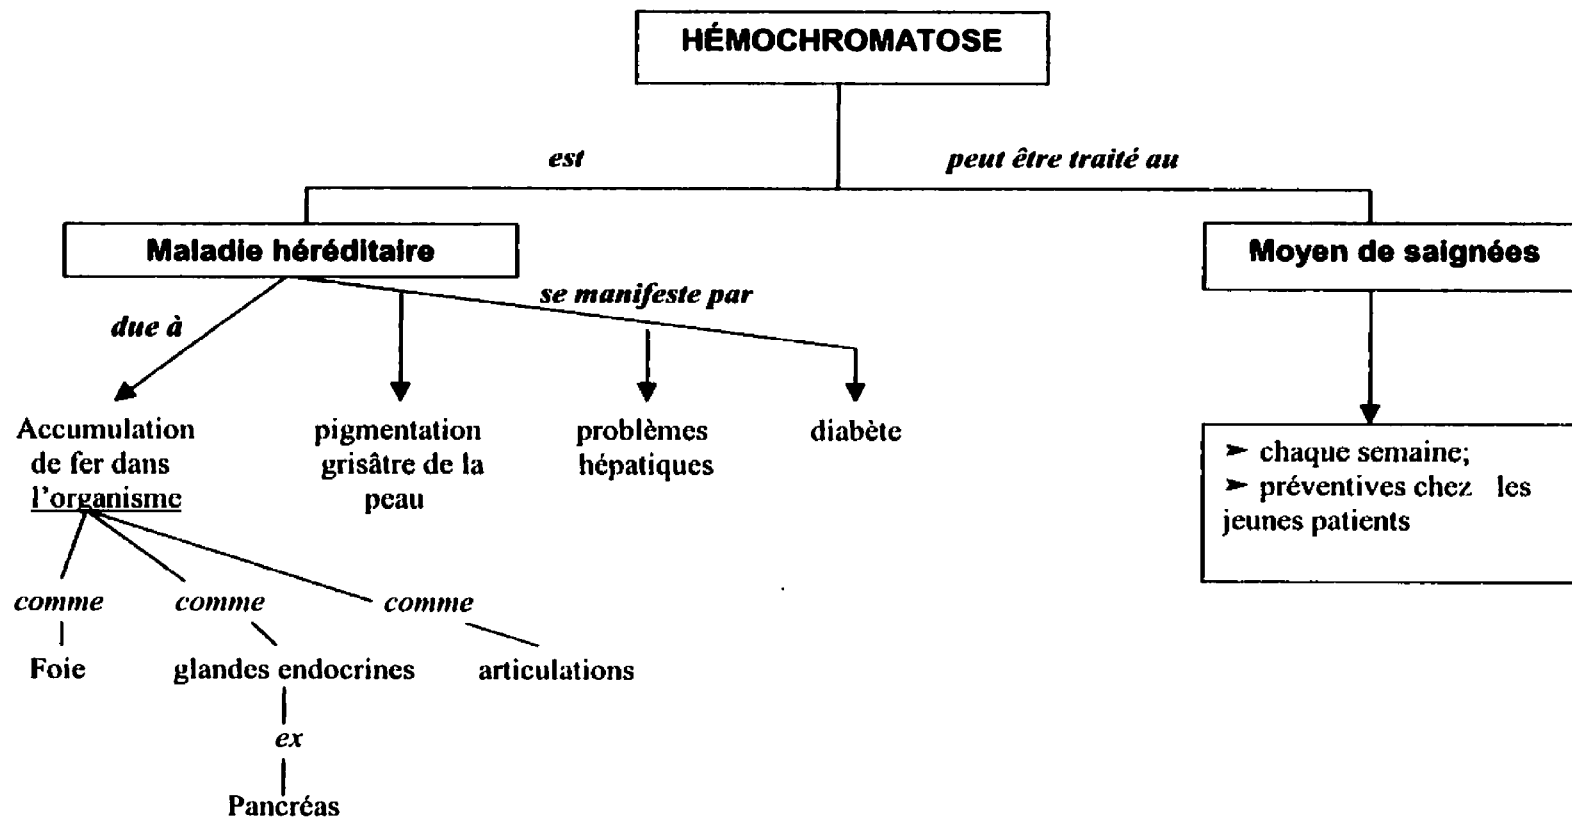 HÉMOCHROMATOSE
est
peut être traité au
Maladie héréditaire
Moyen de saignées
se manifeste par
due à
Accumulation
de fer dans
l'organisme
pigmentation
grisâtre de la
peau
problèmes
hépatiques
diabète
➤ chaque semaine;
➤ préventives chez les
jeunes patients
comme
comme
comme
Foie
glandes endocrines
articulations
ex
Pancréas